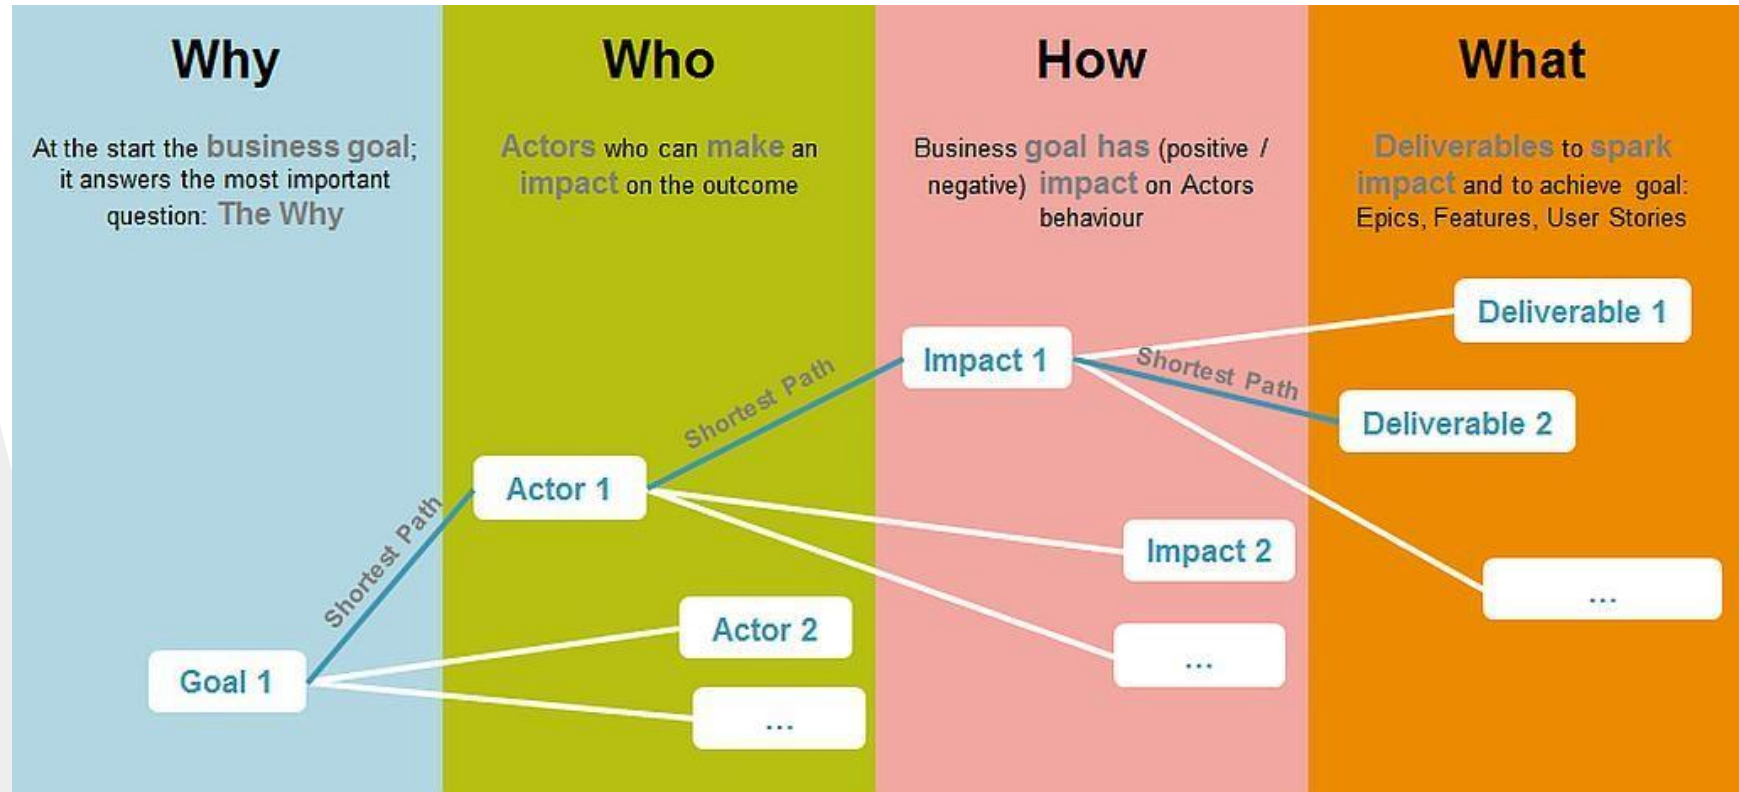 Why
At the start the business goal;
it answers the most important
question: The Why
Who
Actors who can make an
impact on the outcome
How
Business goal has (positive /
negative) impact on Actors
behaviour
What
Deliverables to spark
impact and to achieve goal:
Epics, Features, User Stories
Goal 1
Shortest Path
Actor 1
Actor 2
...
Shortest Path
Impact 1
Impact 2
...
Shortest Path
Deliverable 1
Deliverable 2
...